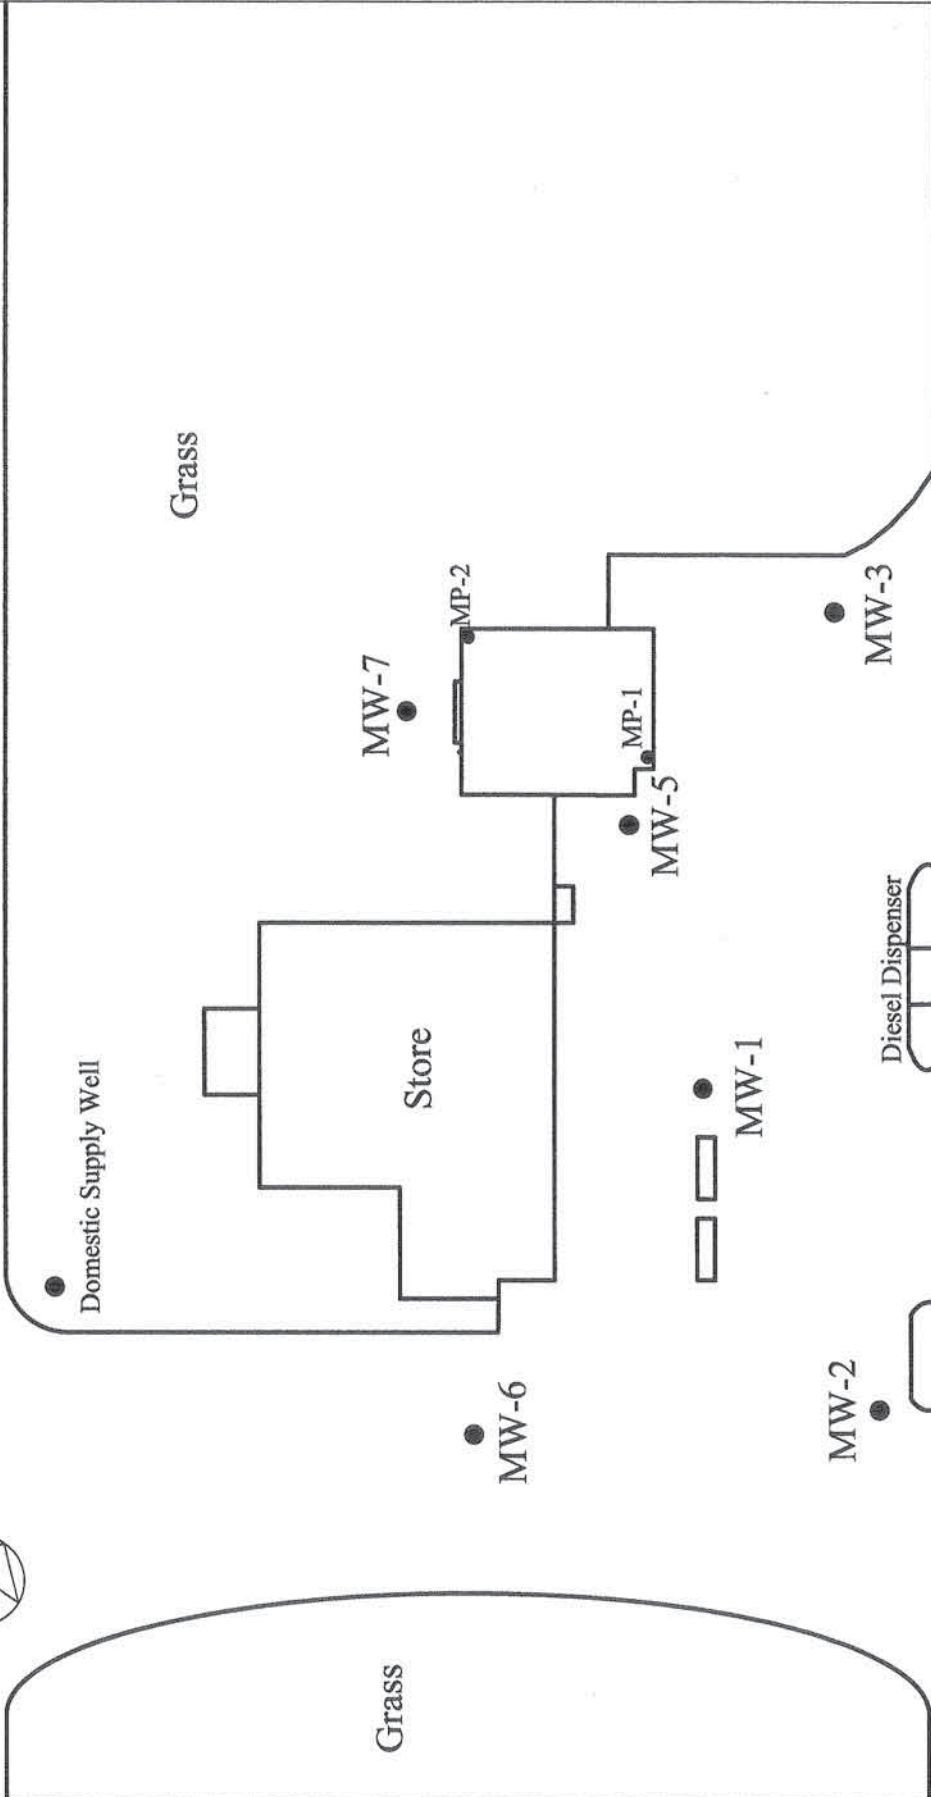 Domestic Supply Well
Grass
MW-7
MP-2
Store
MP-1
MW-5
MW-6
Grass
MW-1
MW-3
Diesel Dispenser
MW-2